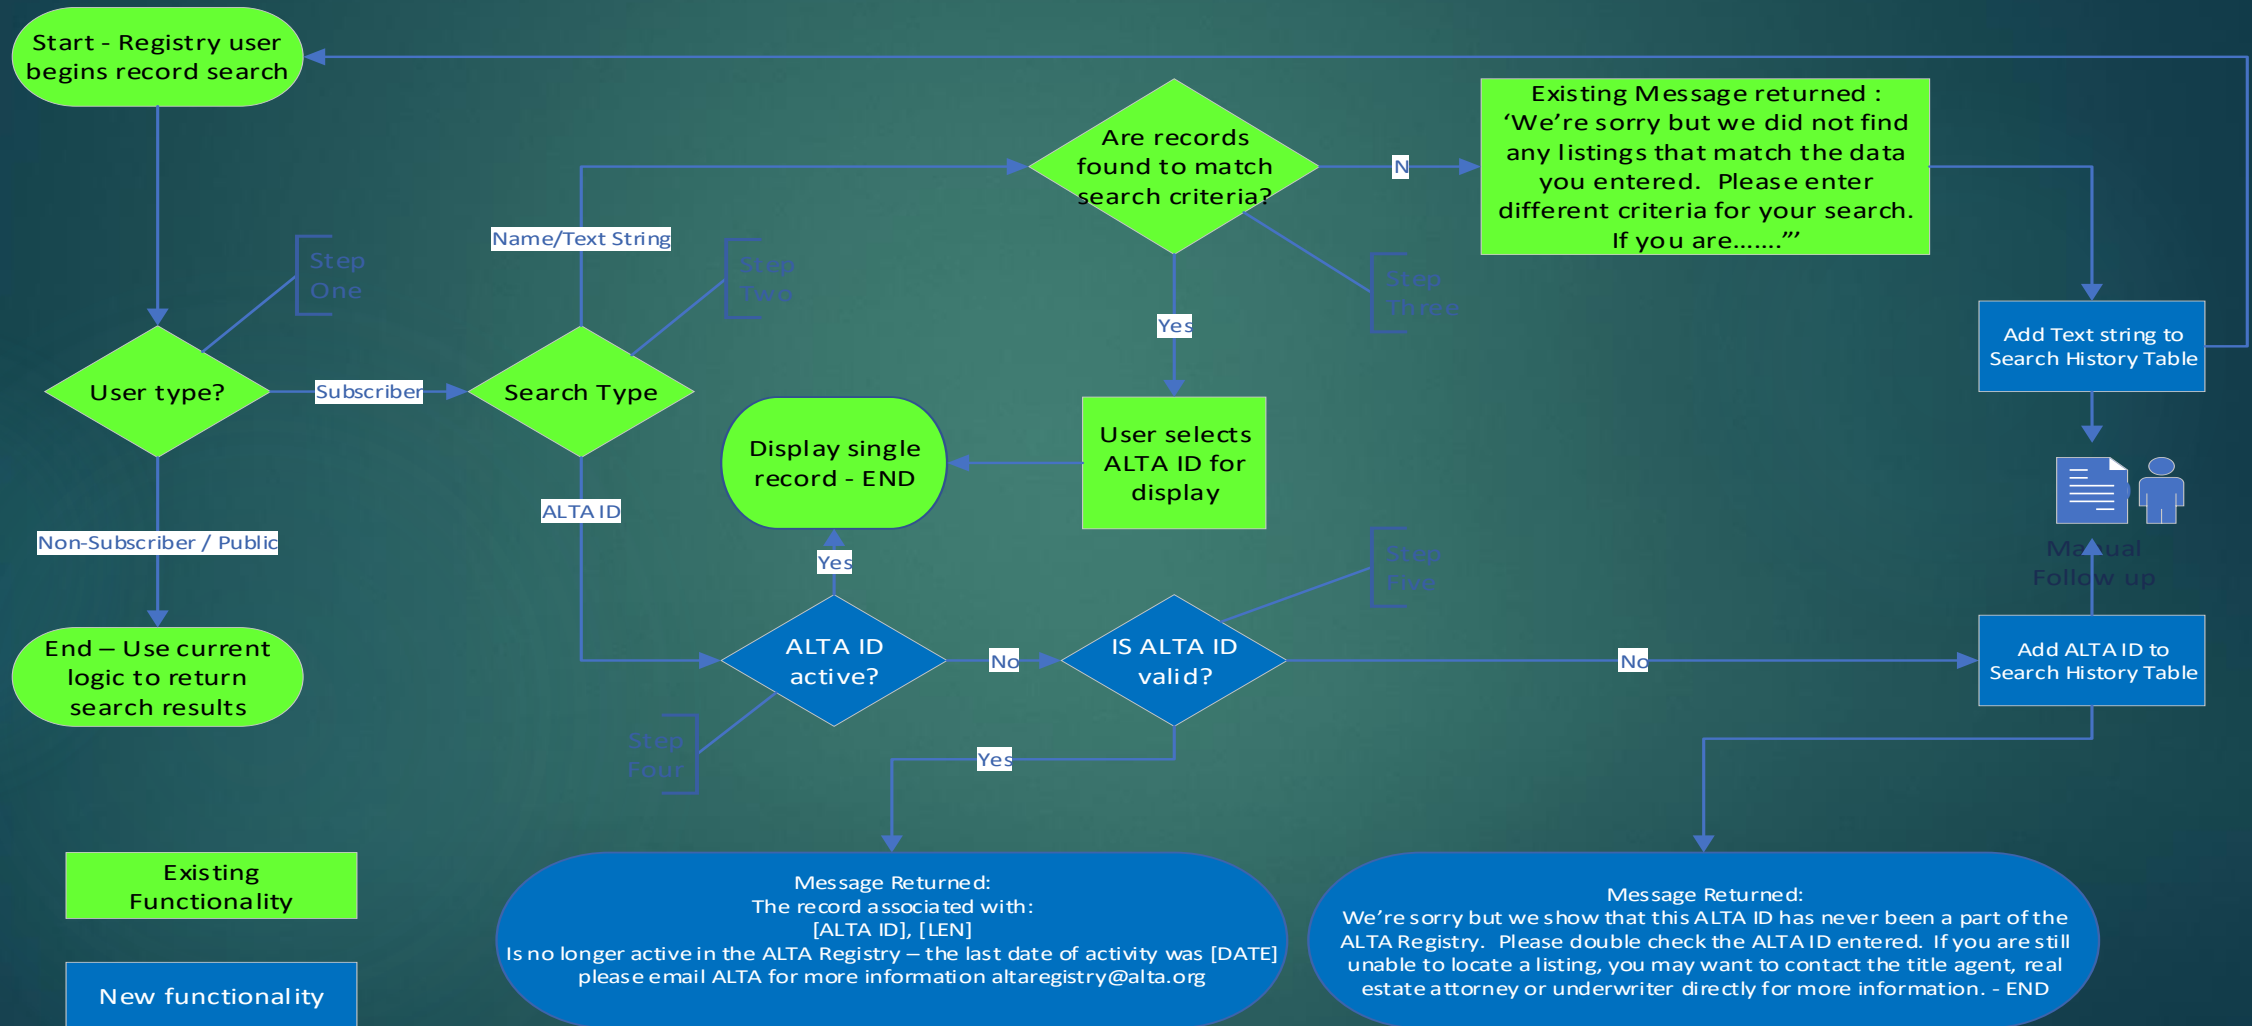 Start - Registry user
begins record search
Are records
found to match
search criteria?
N
Existing Message returned :
‘We’re sorry but we did not find
any listings that match the data
you entered.  Please enter
different criteria for your search.
If you are.......”’
Name/Text String
Step
One
Step
Two
Step
Three
Yes
Add Text string to
Search History Table
User type?
Subscriber
Search Type
Display single
record - END
User selects
ALTA ID for
display
ALTA ID
Non-Subscriber / Public
Yes
Step
Five
Manual
Follow up
End – Use current
logic to return
search results
ALTA ID
active?
No
IS ALTA ID
valid?
No
Add ALTA ID to
Search History Table
Step
Four
Yes
Existing
Functionality
New functionality
Message Returned:
The record associated with:
[ALTA ID], [LEN]
Is no longer active in the ALTA Registry – the last date of activity was [DATE]
please email ALTA for more information altaregistry@alta.org
Message Returned:
We’re sorry but we show that this ALTA ID has never been a part of the
ALTA Registry.  Please double check the ALTA ID entered.  If you are still
unable to locate a listing, you may want to contact the title agent, real
estate attorney or underwriter directly for more information. - END